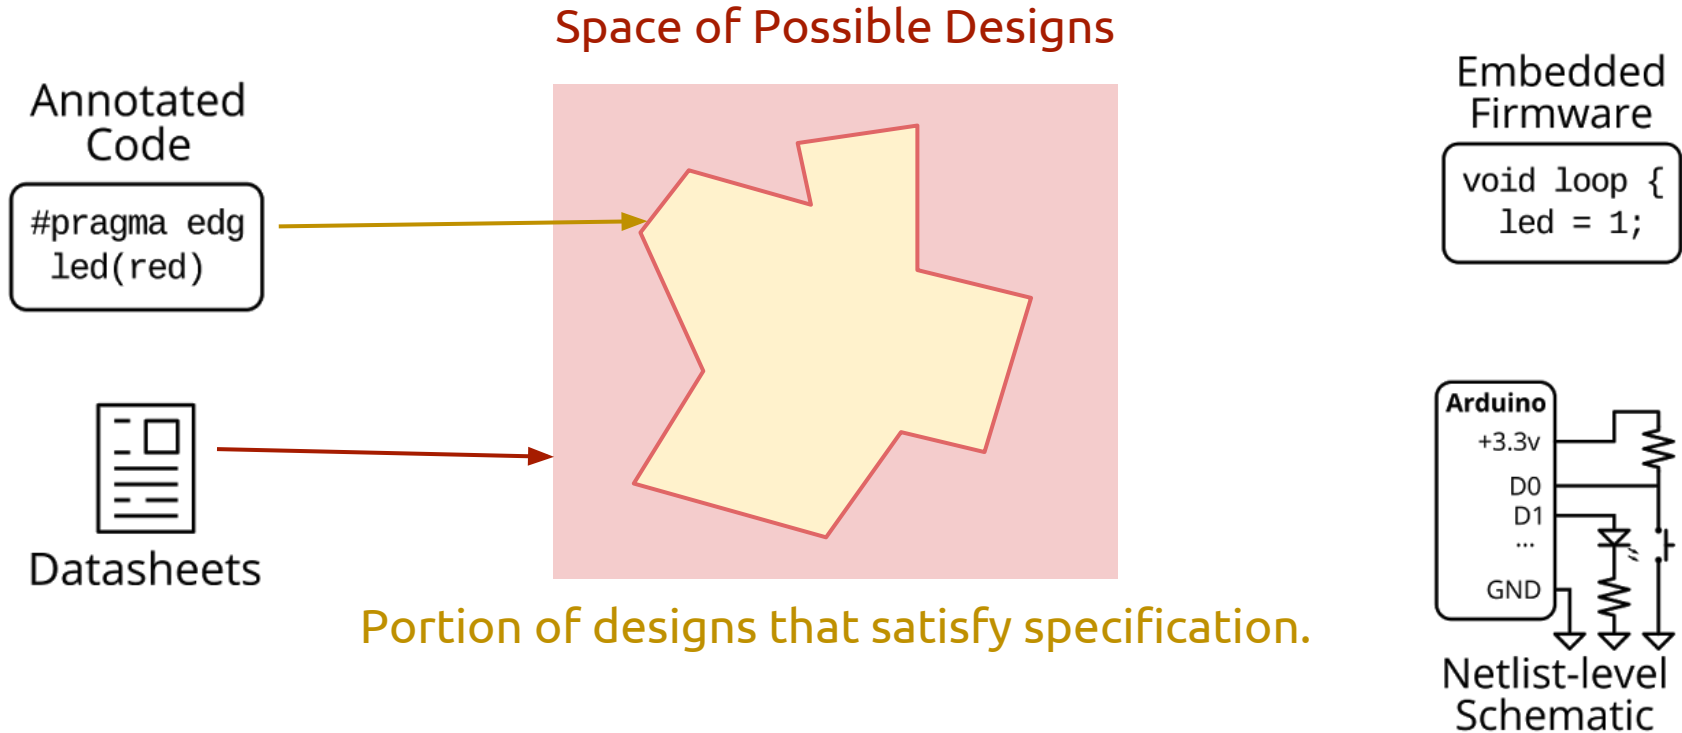 Space of Possible Designs
Annotated
Code
#pragma edg
led(red)
Datasheets
Portion of designs that satisfy specification.
Embedded
Firmware
void loop {
led = 1;
Arduino
+3.3v
D0
D1
...
GND
Netlist-level
Schematic